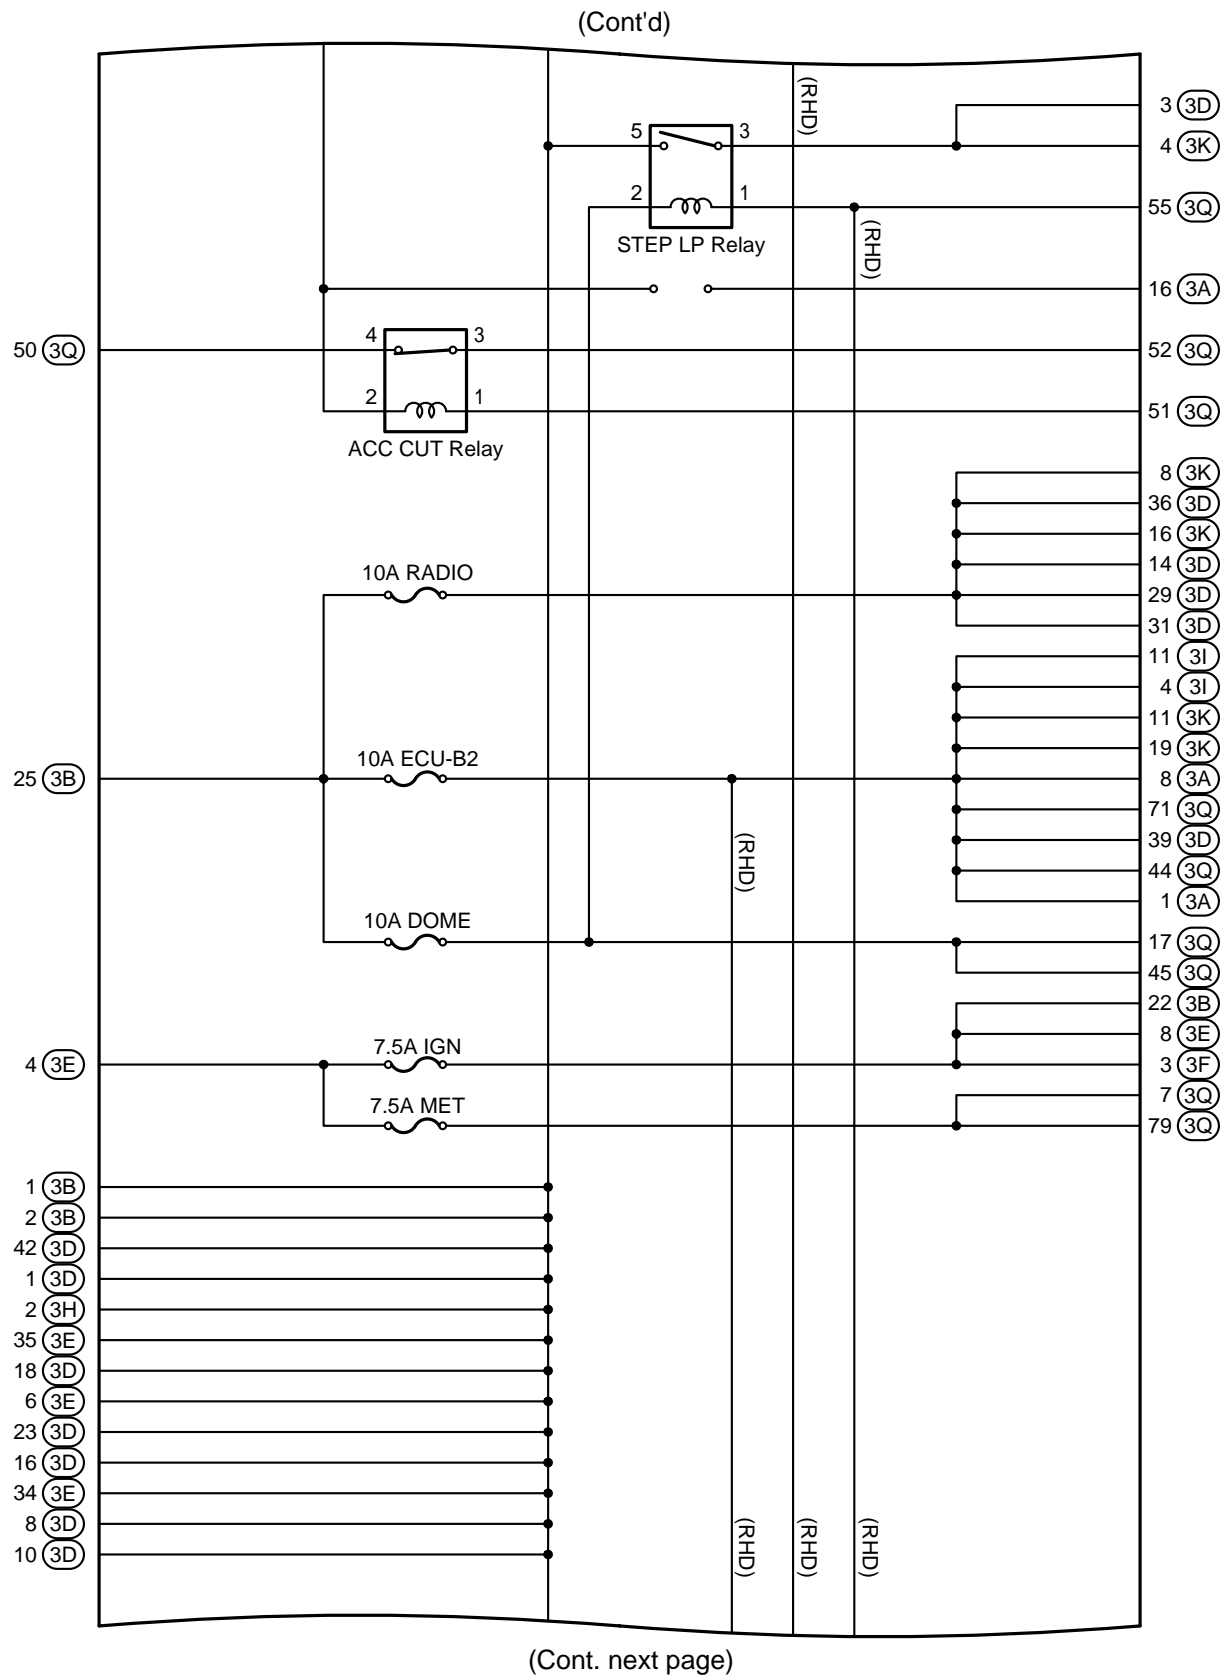 (Cont'd)
(RHD)
3 3D
5 3
4 3K
2 1
55 3Q
STEP LP Relay
(RHD)
16 3A
4 3
50 3Q
52 3Q
2 1
51 3Q
ACC CUT Relay
8 3K
36 3D
16 3K
14 3D
10A RADIO
29 3D
31 3D
11 3I
4 3I
11 3K
19 3K
10A ECU-B2
25 3B
8 3A
71 3Q
39 3D
(RHD)
44 3Q
1 3A
10A DOME
17 3Q
45 3Q
22 3B
8 3E
7.5A IGN
4 3E
3 3F
7 3Q
7.5A MET
79 3Q
1 3B
2 3B
42 3D
1 3D
2 3H
35 3E
18 3D
6 3E
23 3D
16 3D
34 3E
8 3D
10 3D
(RHD)
(RHD)
(RHD)
(Cont. next page)